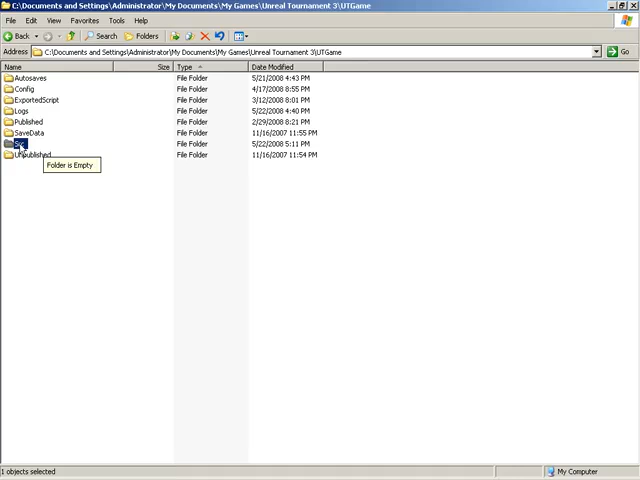 C:\Documents and Settings\Administrator\My Documents\My Games\Unreal Tournament 3\UTGame
File Edit View Favorites Tools Help
Back Search Folders
Address C:\Documents and Settings\Administrator\My Documents\My Games\Unreal Tournament 3\UTGame Go
Name Size Type Date Modified
Autosaves File Folder 5/21/2008 4:43 PM
Config File Folder 4/17/2008 8:55 PM
ExportedScript File Folder 3/12/2008 8:01 PM
Logs File Folder 5/22/2008 4:40 PM
Published File Folder 2/29/2008 8:21 PM
SaveData File Folder 11/16/2007 11:55 PM
File Folder 5/22/2008 5:11 PM
Unpublished File Folder 11/16/2007 11:54 PM
Folder is Empty
1 objects selected My Computer